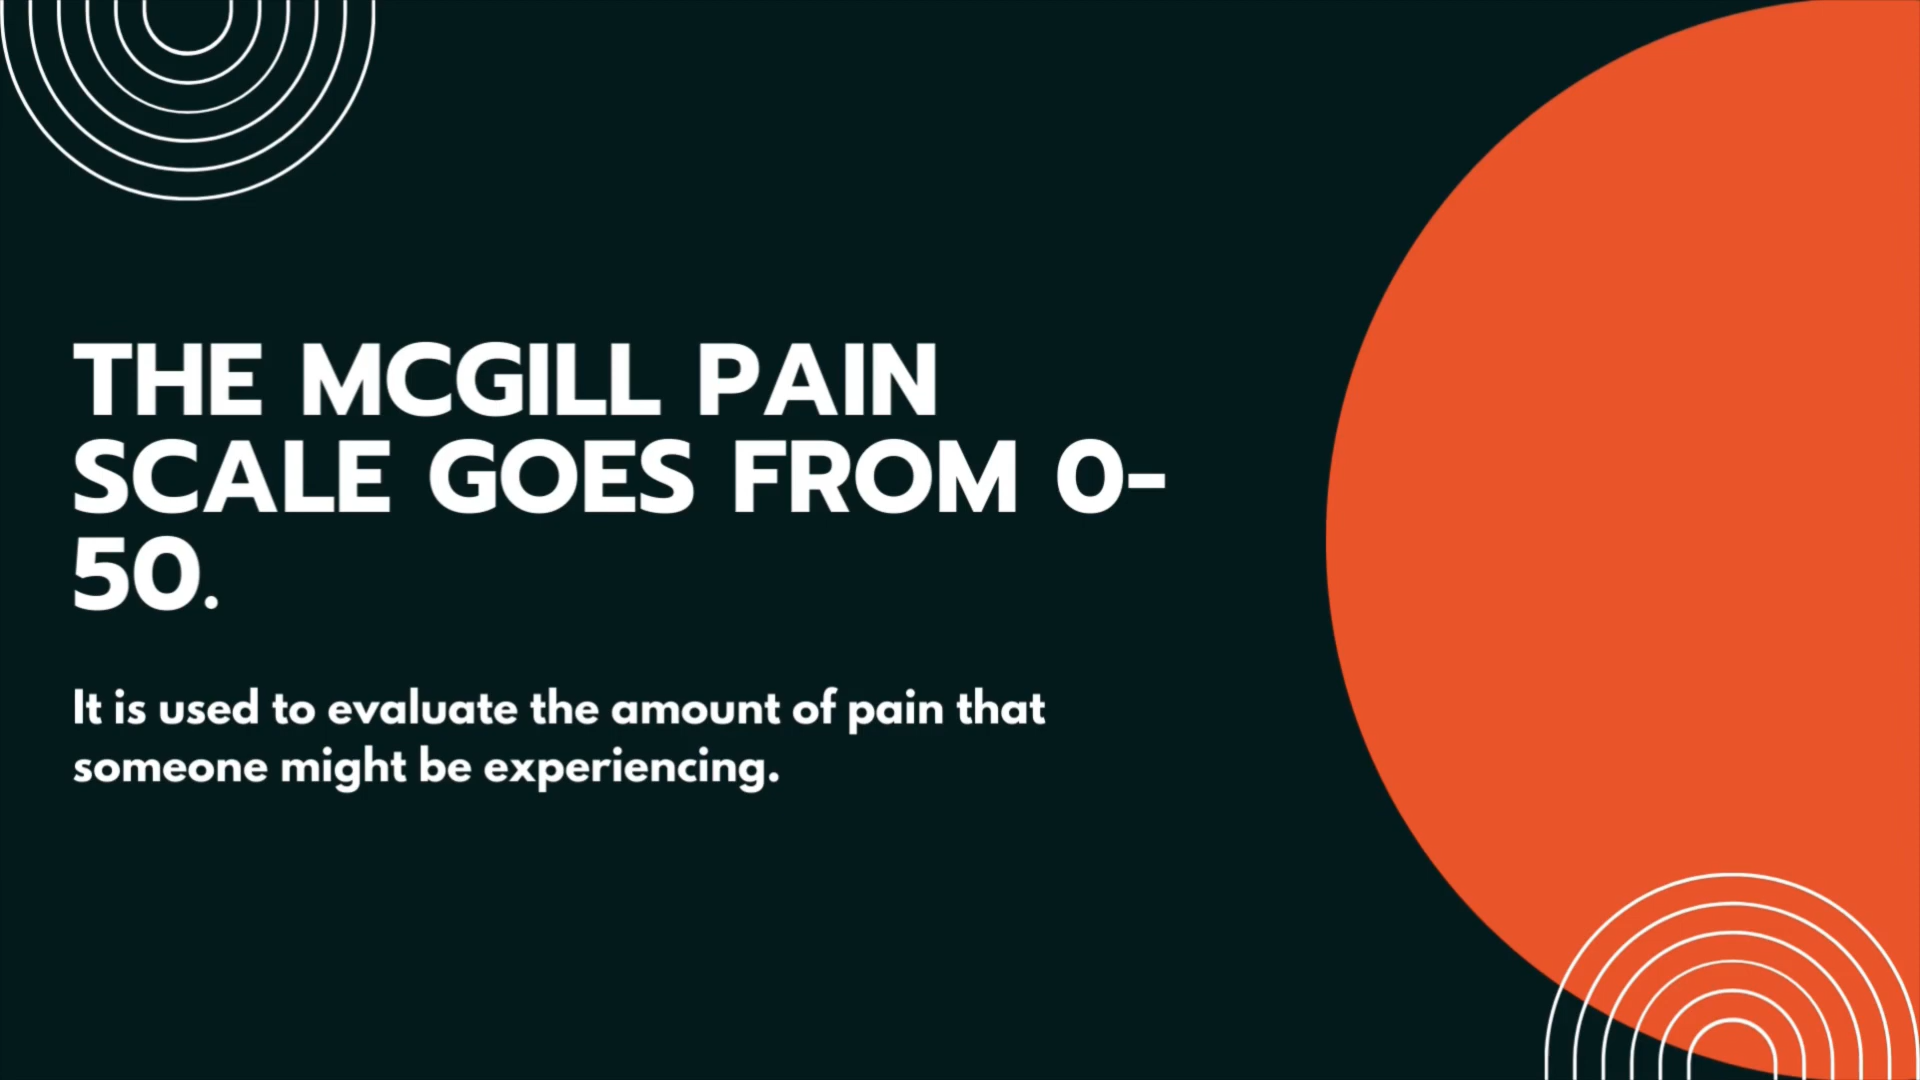 THE MCGILL PAIN
SCALE GOES FROM 0-
50.
It is used to evaluate the amount of pain that
someone might be experiencing.